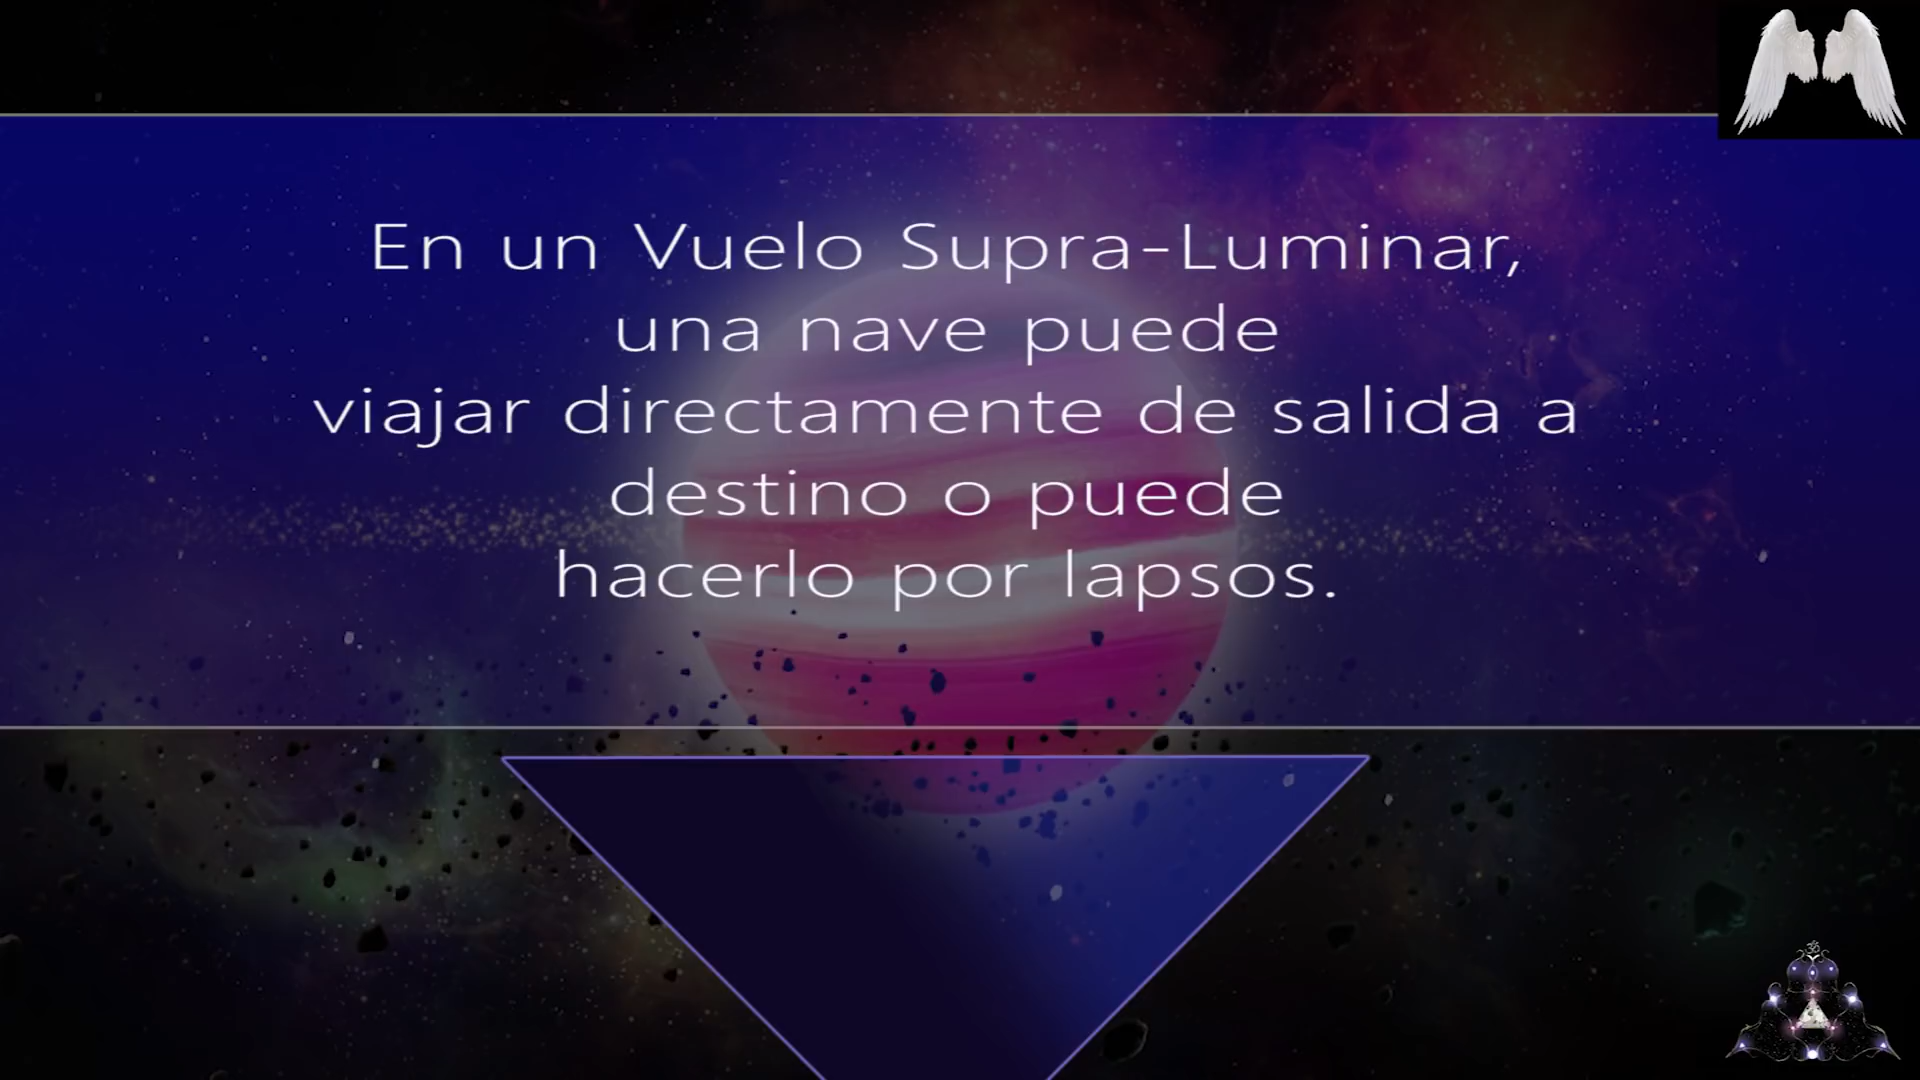 En un Vuelo Supra-Luminar,
una nave puede
viajar directamente de salida a
destino o puede
hacerlo por lapsos.